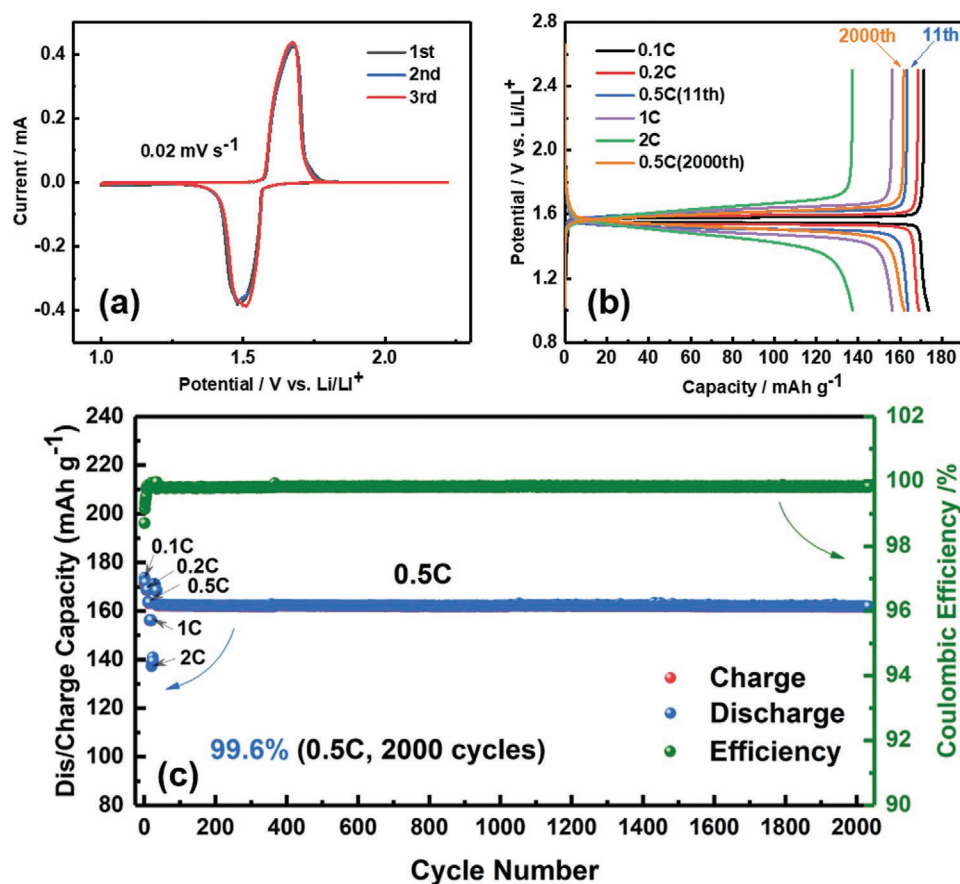 0.4
0.2
0.0
-0.2
-0.4
Current / mA
1st
2nd
3rd
0.02 mV s⁻¹
(a)
1.0
1.5
2.0
Potential / V vs. Li/LI⁺
2.8
2.4
2.0
1.6
1.2
0.8
Potential / V vs. Li/LI⁺
0.1C
0.2C
0.5C(11th)
1C
2C
0.5C(2000th)
2000th
11th
(b)
0 20 40 60 80 100 120 140 160 180
Capacity / mAh g⁻¹
240
220
200
180
160
140
120
100
80
Dis/Charge Capacity (mAh g⁻¹)
0.1C
0.2C
0.5C
1C
2C
0.5C
Charge
Discharge
Efficiency
99.6% (0.5C, 2000 cycles)
(c)
102
100
98
96
94
92
90
Coulombic Efficiency /%
0 200 400 600 800 1000 1200 1400 1600 1800 2000
Cycle Number